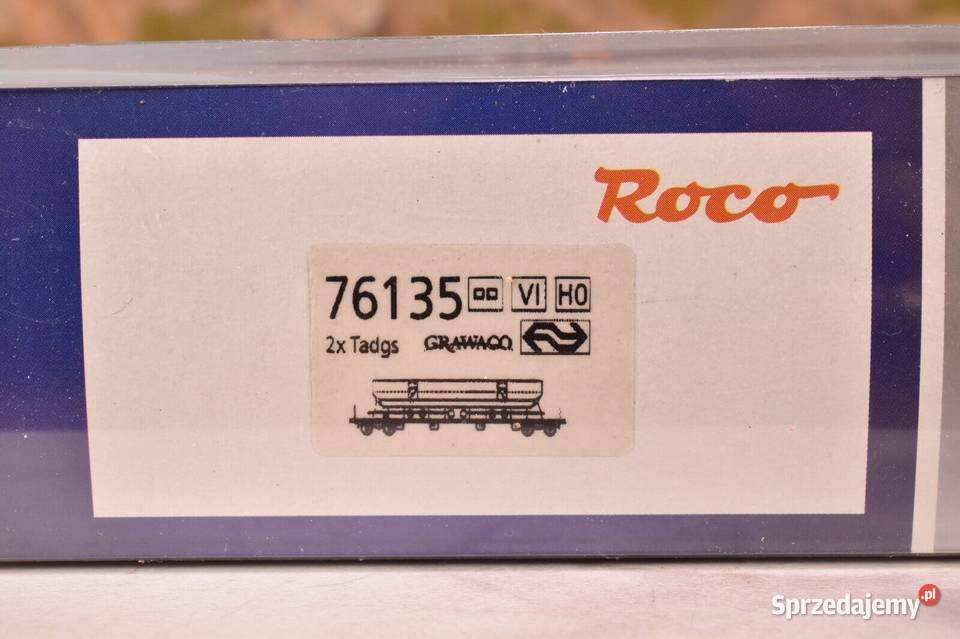 Roco
76135 VI H0
2x Tadgs GRAWACO
Sprzedajemy.pl